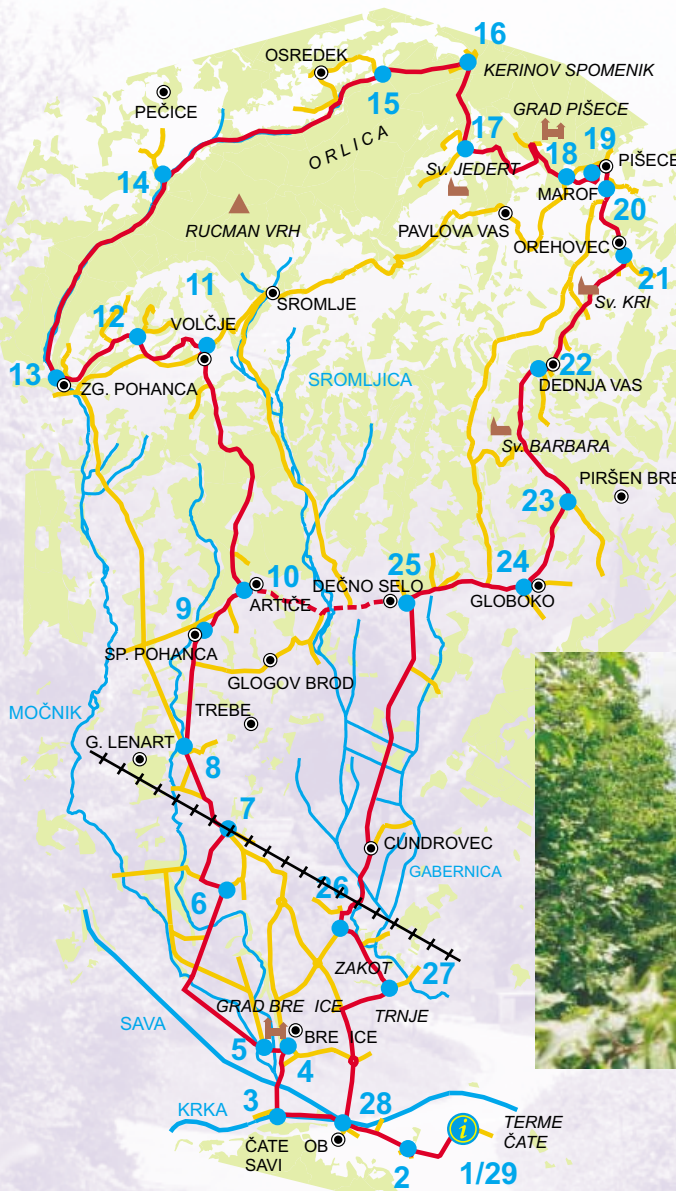 16
OSREDEK
KERINOV SPOMENIK
15
PEČICE
GRAD PIŠECE
ORLICA
17
19
18
PIŠECE
Sv. JEDERT
14
MAROF
20
RUCMAN VRH
PAVLOVA VAS
OREHOVEC
21
11
SROMLJE
Sv. KRI
12
VOLČJE
13
22
ZG. POHANCA
SROMLJICA
DEDNJA VAS
Sv. BARBARA
PIRŠEN BRE
23
10
25
24
DEČNO SELO
ARTIČE
GLOBOKO
9
SP. POHANCA
GLOGOV BROD
MOČNIK
TREBE
G. LENART
8
7
CUNDROVEC
GABERNICA
26
6
ZAKOT
27
GRAD BRE ICE
TRNJE
SAVA
BRE ICE
5
4
3
28
KRKA
TERME
ČATE
ČATE OB
SAVI
i
2
1/29